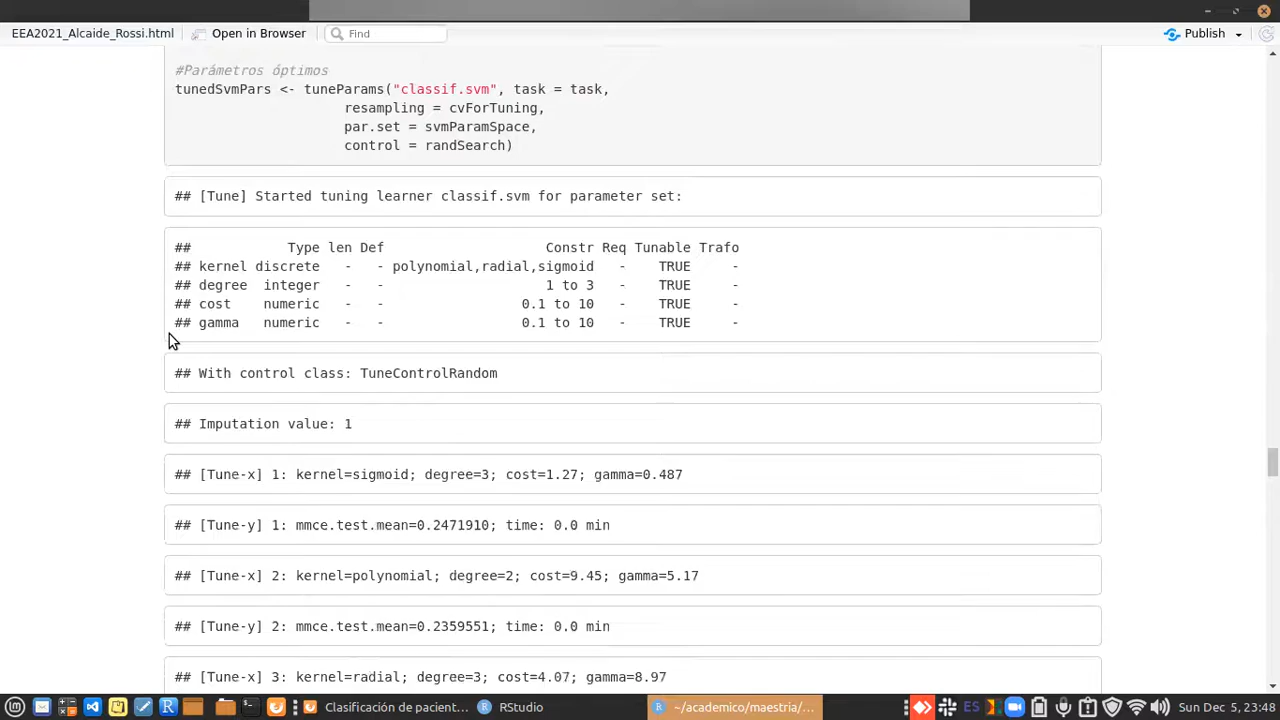 EEA2021_Alcaide_Rossi.html
Open in Browser
Find
Publish
#Parámetros óptimos
tunedSvmPars <- tuneParams("classif.svm", task = task,
resampling = cvForTuning,
par.set = svmParamSpace,
control = randSearch)
## [Tune] Started tuning learner classif.svm for parameter set:
## Type len Def Constr Req Tunable Trafo
## kernel discrete - - polynomial,radial,sigmoid - TRUE -
## degree integer - - 1 to 3 - TRUE -
## cost numeric - - 0.1 to 10 - TRUE -
## gamma numeric - - 0.1 to 10 - TRUE -
## With control class: TuneControlRandom
## Imputation value: 1
## [Tune-x] 1: kernel=sigmoid; degree=3; cost=1.27; gamma=0.487
## [Tune-y] 1: mmce.test.mean=0.2471910; time: 0.0 min
## [Tune-x] 2: kernel=polynomial; degree=2; cost=9.45; gamma=5.17
## [Tune-y] 2: mmce.test.mean=0.2359551; time: 0.0 min
## [Tune-x] 3: kernel=radial; degree=3; cost=4.07; gamma=8.97
Clasificación de pacient...
RStudio
~/academico/maestria/...
ES
Sun Dec 5, 23:48